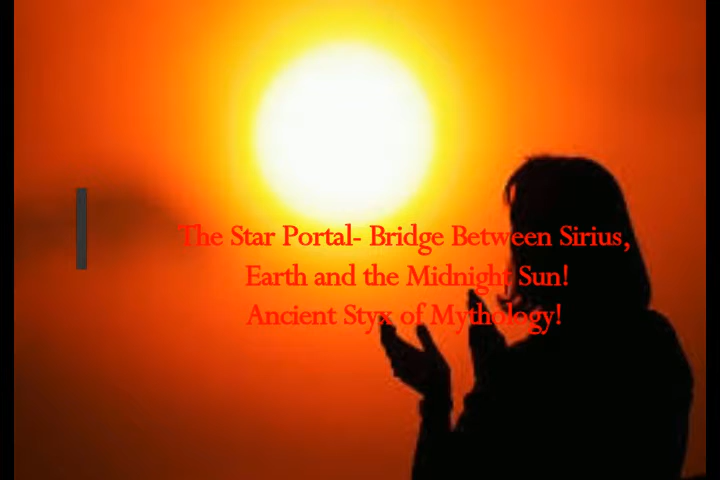 The Star Portal- Bridge Between Sirius,
Earth and the Midnight Sun!
Ancient Styx of Mythology!